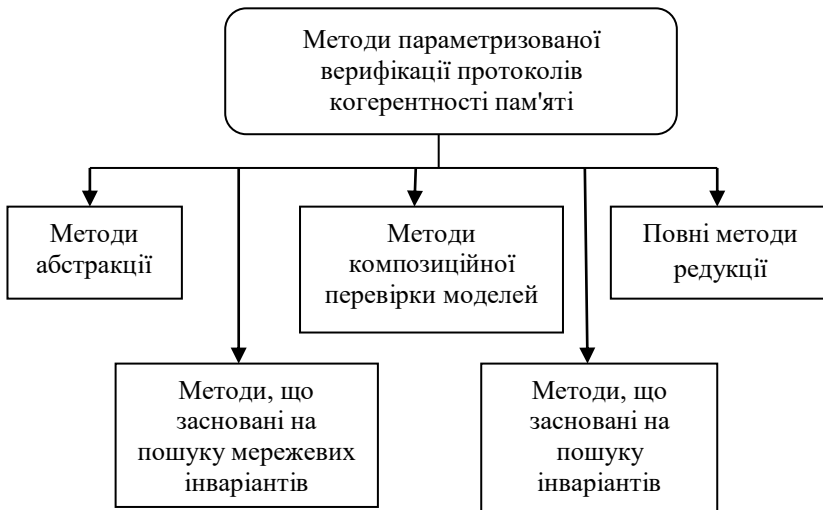 Методи параметризованої
верифікації протоколів
когерентності пам'яті
Методи
абстракції
Методи
композиційної
перевірки моделей
Повні методи
редукції
Методи, що
засновані на
пошуку мережевих
інваріантів
Методи, що
засновані на
пошуку
інваріантів